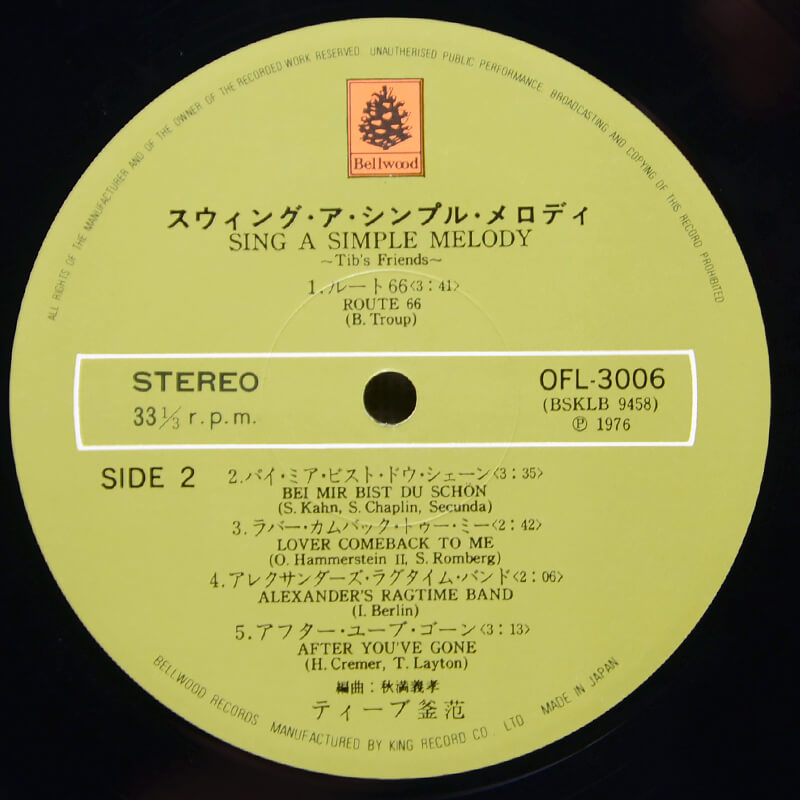 ALL RIGHTS OF THE MANUFACTURER AND OF THE OWNER OF THE RECORDED WORK RESERVED. UNAUTHERISED PUBLIC PERFORMANCE. BROADCASTING AND COPYING OF THIS RECORD PROHIBITED
Bellwood
スウィング・ア・シンプル・メロディ
SING A SIMPLE MELODY
~Tib's Friends~
1.ルート66<3:41>
ROUTE 66
(B. Troup)
STEREO
33 1/3 r.p.m.
OFL-3006
(BSKLB 9458)
Ⓟ 1976
SIDE 2
2.バイ・ミア・ビスト・ドウ・シェーン<3:35>
BEI MIR BIST DU SCHÖN
(S. Kahn, S. Chaplin, Secunda)
3.ラバー・カムバック・トゥー・ミー<2:42>
LOVER COMEBACK TO ME
(O. Hammerstein II, S. Romberg)
4.アレクサンダーズ・ラグタイム・バンド<2:06>
ALEXANDER'S RAGTIME BAND
(I. Berlin)
5.アフター・ユーブ・ゴーン<3:13>
AFTER YOU'VE GONE
(H. Cremer, T. Layton)
編曲:秋満義孝
ティーブ釜萢
BELLWOOD RECORDS MANUFACTURED BY KING RECORD CO., LTD MADE IN JAPAN